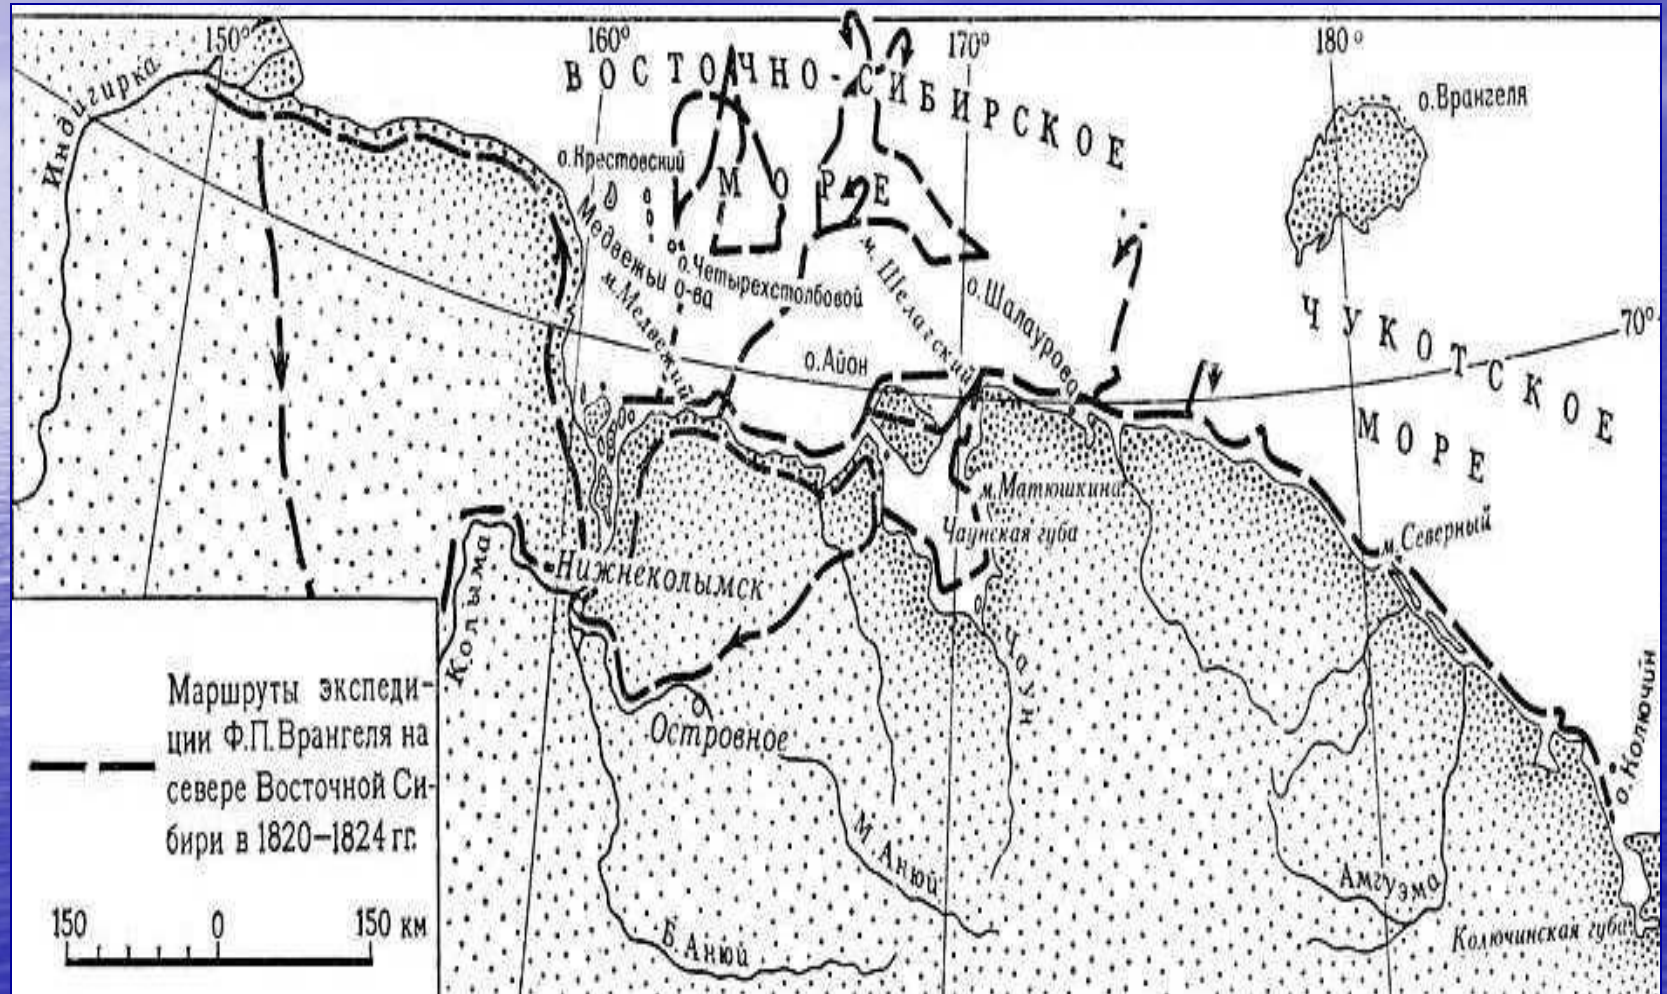 150°
160°
170°
180°
ВОСТОЧНО-СИБИРСКОЕ
МОРЕ
о.Врангеля
Индигирка
о.Крестовский
Медвежьи о-ва
о.Четырехстолбовой
м.Медвежий
м. Шелагский
о.Шалаурова
о.Айон
ЧУКОТСКОЕ
МОРЕ
70°
м.Матюшкина
Чаунская губа
м.Северный
Нижнеколымск
Колыма
Чаун
Островное
о.Колючин
М. Анюй
Б. Анюй
Амгуэма
Колючинская губа
Маршруты экспеди-
ции Ф.П.Врангеля на
севере Восточной Си-
бири в 1820–1824 гг.
150 0 150 км